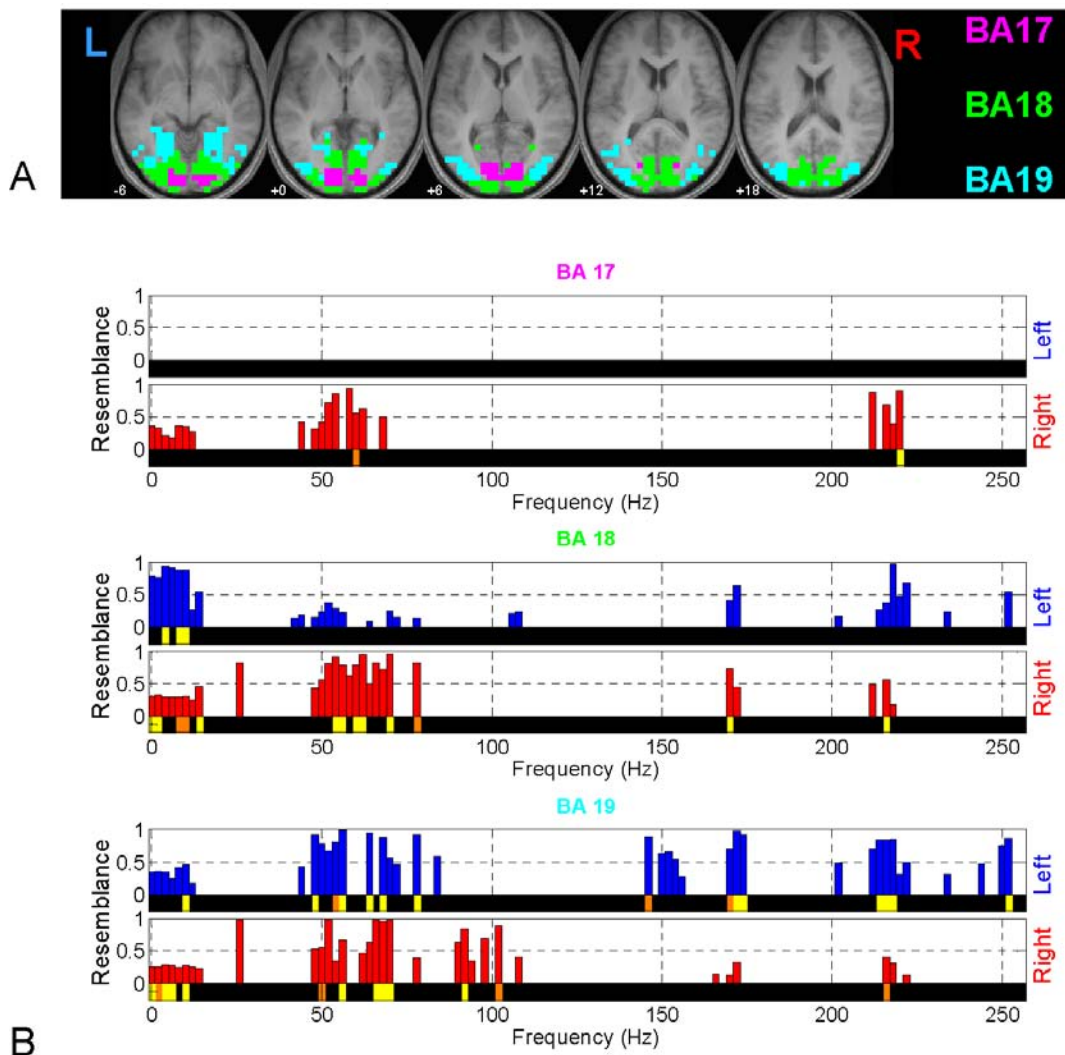 L
R
BA17
BA18
BA19
A
-6
+0
+6
+12
+18
BA 17
1
0.5
0
Left
Resemblance
1
0.5
0
Right
0
50
100
150
200
250
Frequency (Hz)
BA 18
1
0.5
0
Left
Resemblance
1
0.5
0
Right
0
50
100
150
200
250
Frequency (Hz)
BA 19
1
0.5
0
Left
Resemblance
1
0.5
0
Right
0
50
100
150
200
250
Frequency (Hz)
B